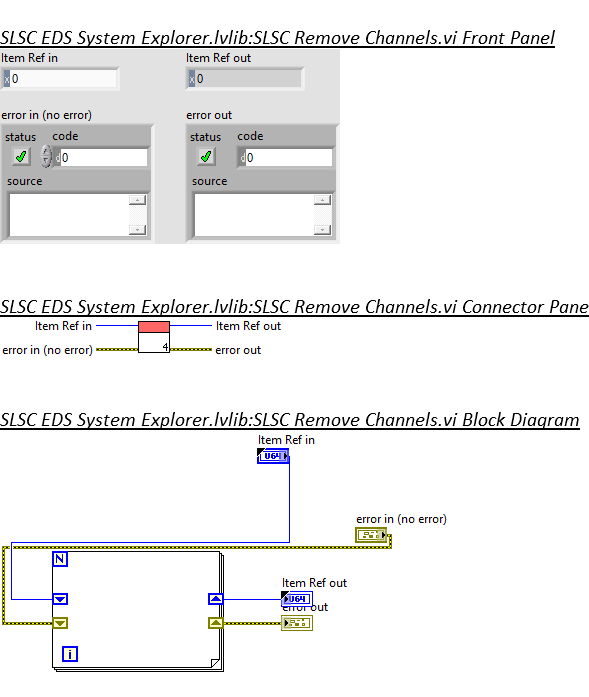 SLSC EDS System Explorer.lvlib:SLSC Remove Channels.vi Front Panel
Item Ref in Item Ref out
x 0 x 0
error in (no error) error out
status code status code
d 0 d 0
source source
SLSC EDS System Explorer.lvlib:SLSC Remove Channels.vi Connector Pane
Item Ref in Item Ref out
4
error in (no error) error out
SLSC EDS System Explorer.lvlib:SLSC Remove Channels.vi Block Diagram
Item Ref in
U64
error in (no error)
N
Item Ref out
U64
error out
i